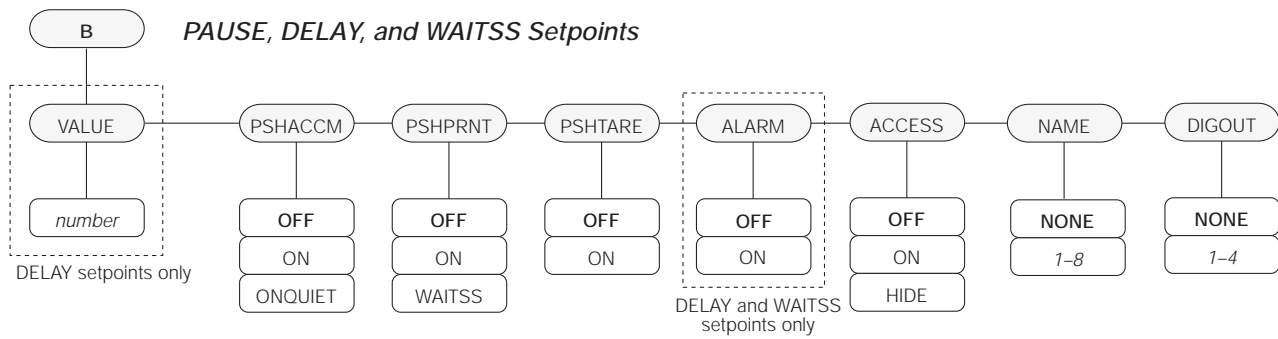 B
PAUSE, DELAY, and WAITSS Setpoints
VALUE
PSHACCM
PSHPRNT
PSHTARE
ALARM
ACCESS
NAME
DIGOUT
number
OFF
OFF
OFF
OFF
OFF
NONE
NONE
ON
ON
ON
ON
ON
1–8
1–4
ONQUIET
WAITSS
HIDE
DELAY setpoints only
DELAY and WAITSS
setpoints only